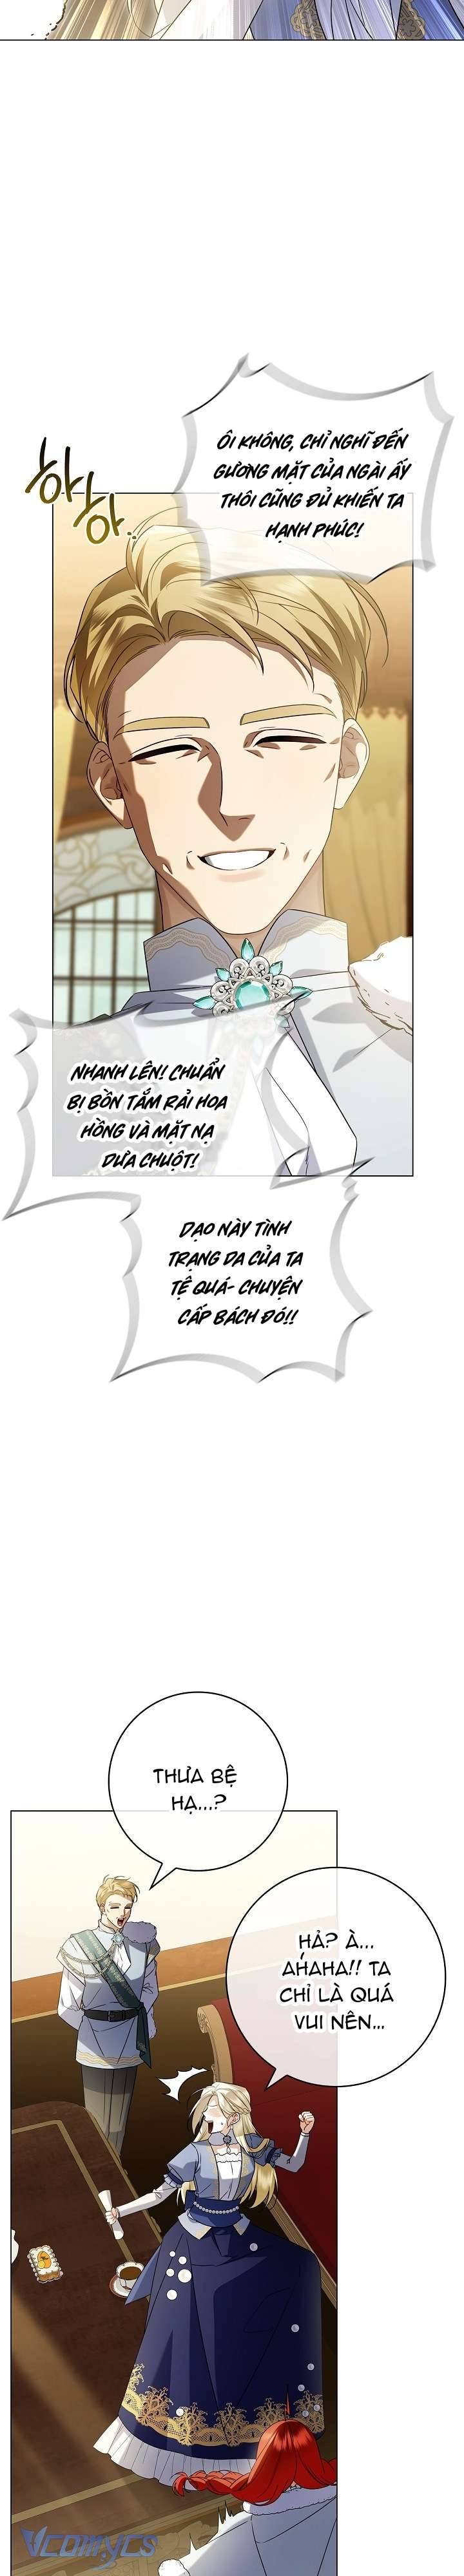 ÔI KHÔNG, CHỈ NGHĨ ĐẾN
GƯƠNG MẶT CỦA NGÀI ẤY
THÔI CŨNG ĐỦ KHIẾN TA
HẠNH PHÚC!
하하..
NHANH LÊN! CHUẨN
BỊ BỒN TẮM RẢI HOA
HỒNG VÀ MẶT NẠ
DƯA CHUỘT!
DẠO NÀY TÌNH
TRẠNG DA CỦA TA
TỆ QUÁ- CHUYỆN
CẤP BÁCH ĐÓ!!
THƯA BỆ
HẠ...?
HẢ? À...
AHAHA!! TA
CHỈ LÀ QUÁ
VUI NÊN...
VCOMYCS